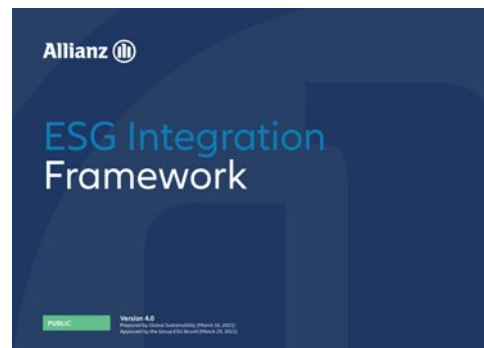 Allianz
ESG Integration
Framework
PUBLIC
Version 4.0
Prepared by Global Sustainability (March 16, 2021)
Approved by the Group ESG Board (March 29, 2021)